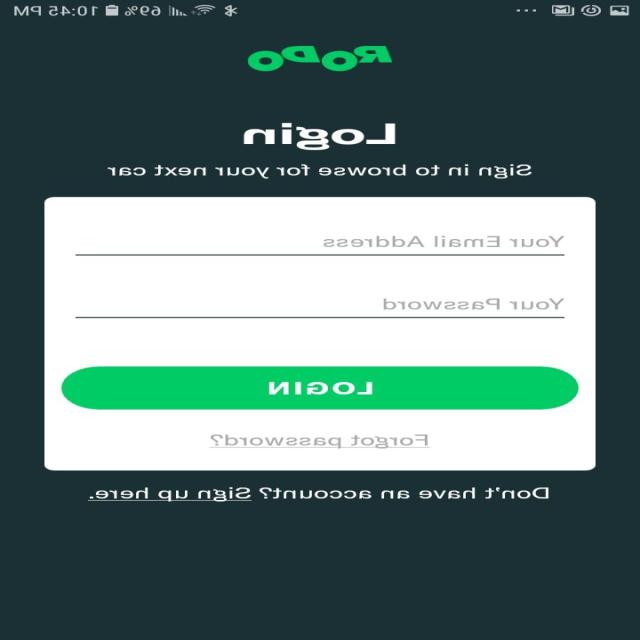 69% 10:45 PM
RODO
Login
Sign in to browse for your next car
Your Email Address
Your Password
LOGIN
Forgot password?
Don't have an account? Sign up here.